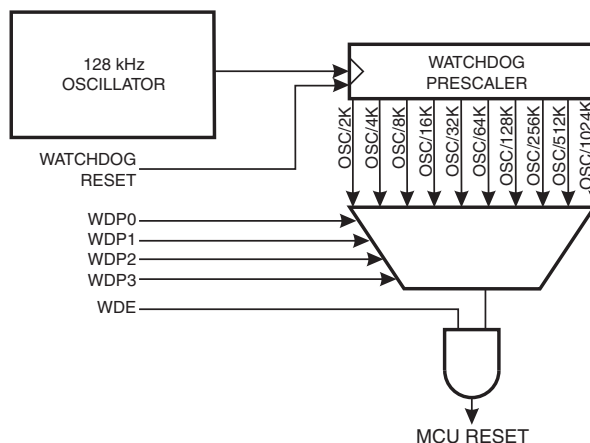 128 kHz
OSCILLATOR
WATCHDOG
PRESCALER
WATCHDOG
RESET
OSC/2K
OSC/4K
OSC/8K
OSC/16K
OSC/32K
OSC/64K
OSC/128K
OSC/256K
OSC/512K
OSC/1024K
WDP0
WDP1
WDP2
WDP3
WDE
MCU RESET